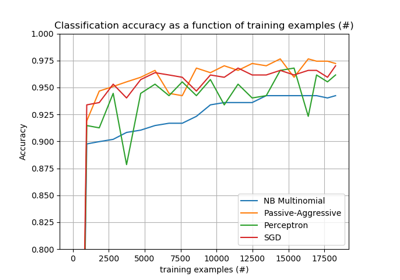 Classification accuracy as a function of training examples (#)
1.000
0.975
0.950
0.925
0.900
0.875
0.850
0.825
0.800
Accuracy
NB Multinomial
Passive-Aggressive
Perceptron
SGD
0 2500 5000 7500 10000 12500 15000 17500
training examples (#)